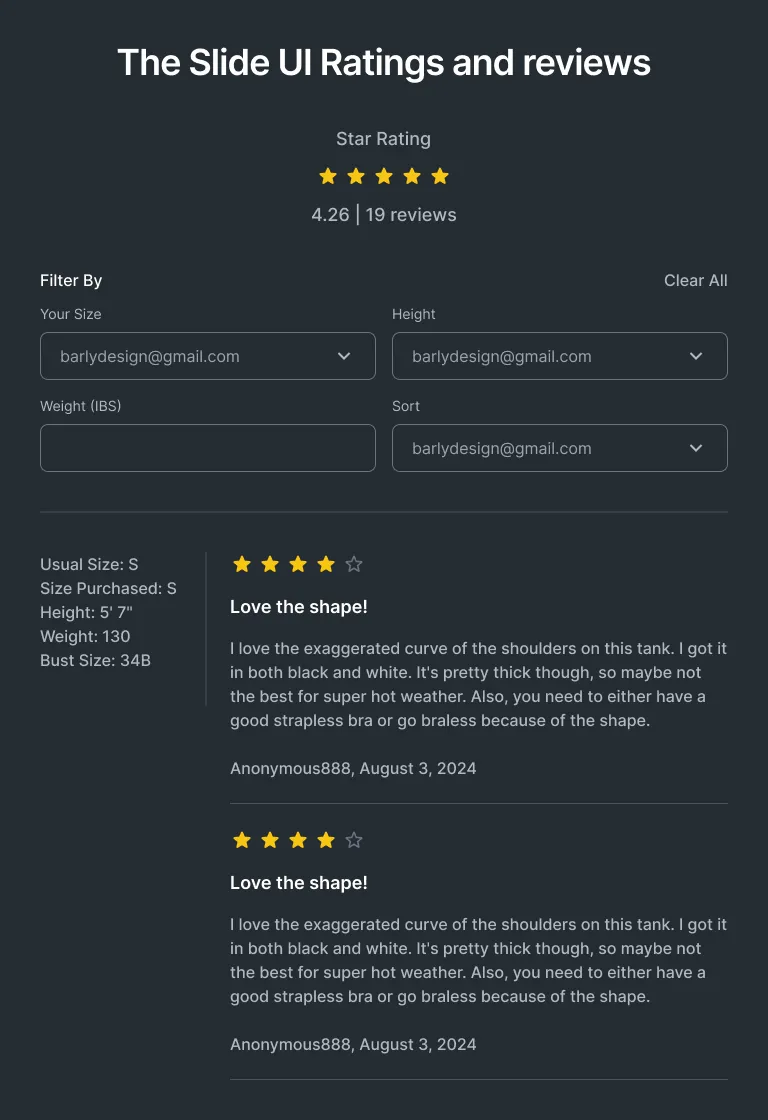 The Slide UI Ratings and reviews
Star Rating
4.26 | 19 reviews
Filter By
Clear All
Your Size
Height
barlydesign@gmail.com
barlydesign@gmail.com
Weight (IBS)
Sort
barlydesign@gmail.com
Usual Size: S
Size Purchased: S
Height: 5' 7"
Weight: 130
Bust Size: 34B
Love the shape!
I love the exaggerated curve of the shoulders on this tank. I got it
in both black and white. It's pretty thick though, so maybe not
the best for super hot weather. Also, you need to either have a
good strapless bra or go braless because of the shape.
Anonymous888, August 3, 2024
Love the shape!
I love the exaggerated curve of the shoulders on this tank. I got it
in both black and white. It's pretty thick though, so maybe not
the best for super hot weather. Also, you need to either have a
good strapless bra or go braless because of the shape.
Anonymous888, August 3, 2024